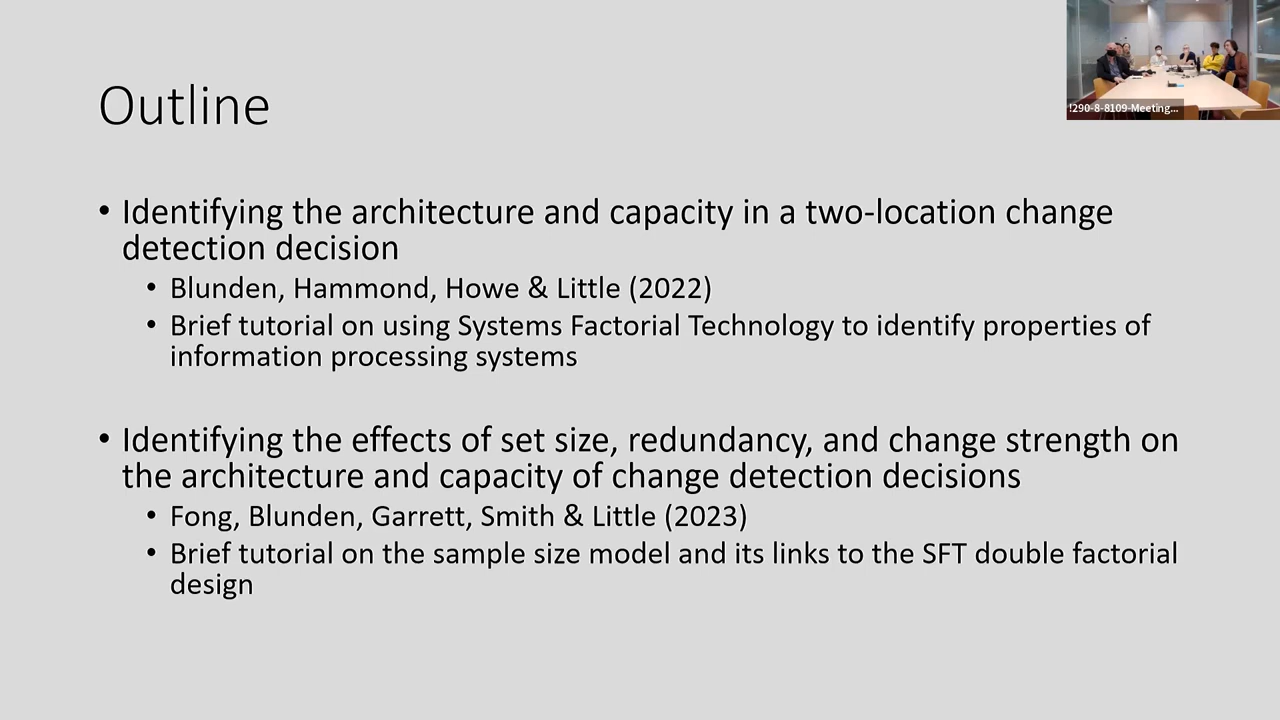 Outline
• Identifying the architecture and capacity in a two-location change
detection decision
• Blunden, Hammond, Howe & Little (2022)
• Brief tutorial on using Systems Factorial Technology to identify properties of
information processing systems
• Identifying the effects of set size, redundancy, and change strength on
the architecture and capacity of change detection decisions
• Fong, Blunden, Garrett, Smith & Little (2023)
• Brief tutorial on the sample size model and its links to the SFT double factorial
design
290-8-8109-Meeting...